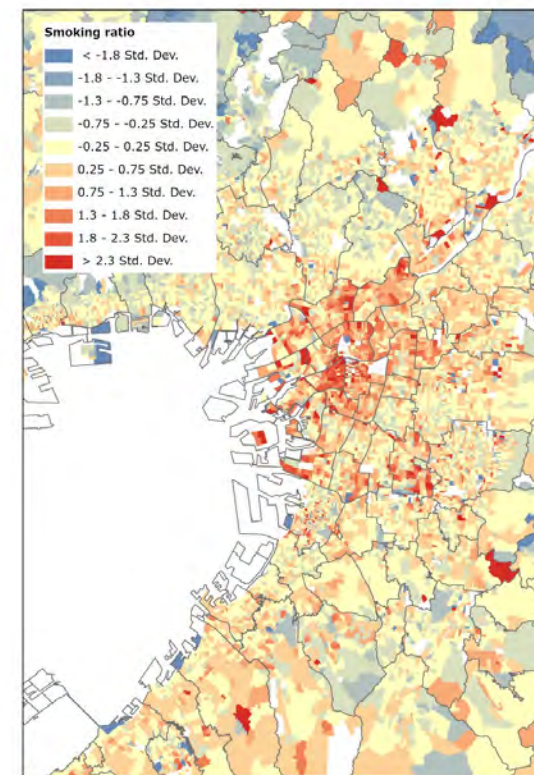 Smoking ratio
< -1.8 Std. Dev.
-1.8 - -1.3 Std. Dev.
-1.3 - -0.75 Std. Dev.
-0.75 - -0.25 Std. Dev.
-0.25 - 0.25 Std. Dev.
0.25 - 0.75 Std. Dev.
0.75 - 1.3 Std. Dev.
1.3 - 1.8 Std. Dev.
1.8 - 2.3 Std. Dev.
> 2.3 Std. Dev.